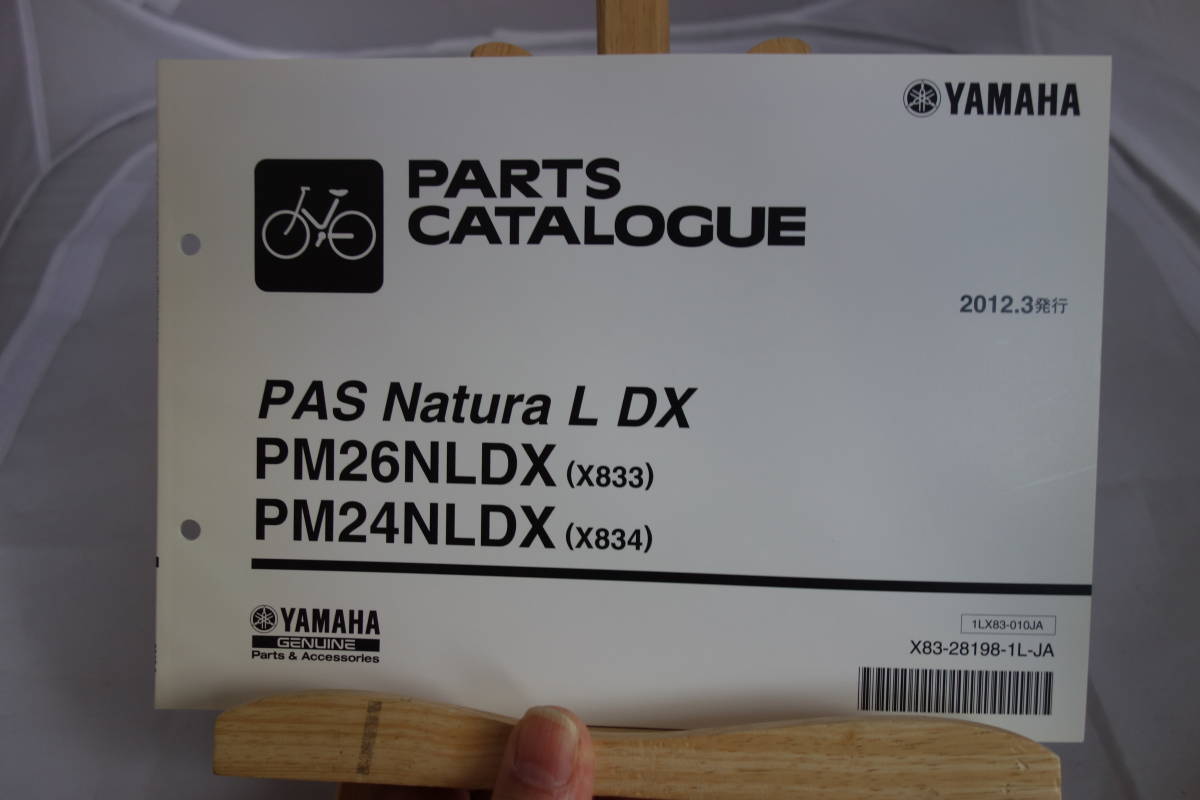 YAMAHA
PARTS
CATALOGUE
2012.3発行
PAS Natura L DX
PM26NLDX (X833)
PM24NLDX (X834)
YAMAHA
GENUINE
Parts & Accessories
1LX83-010JA
X83-28198-1L-JA